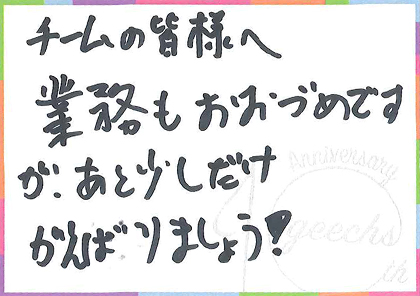 チームの皆様へ
業務もおおづめです
が、あと少しだけ
がんばりましょう!
Anniversary
geechs
th